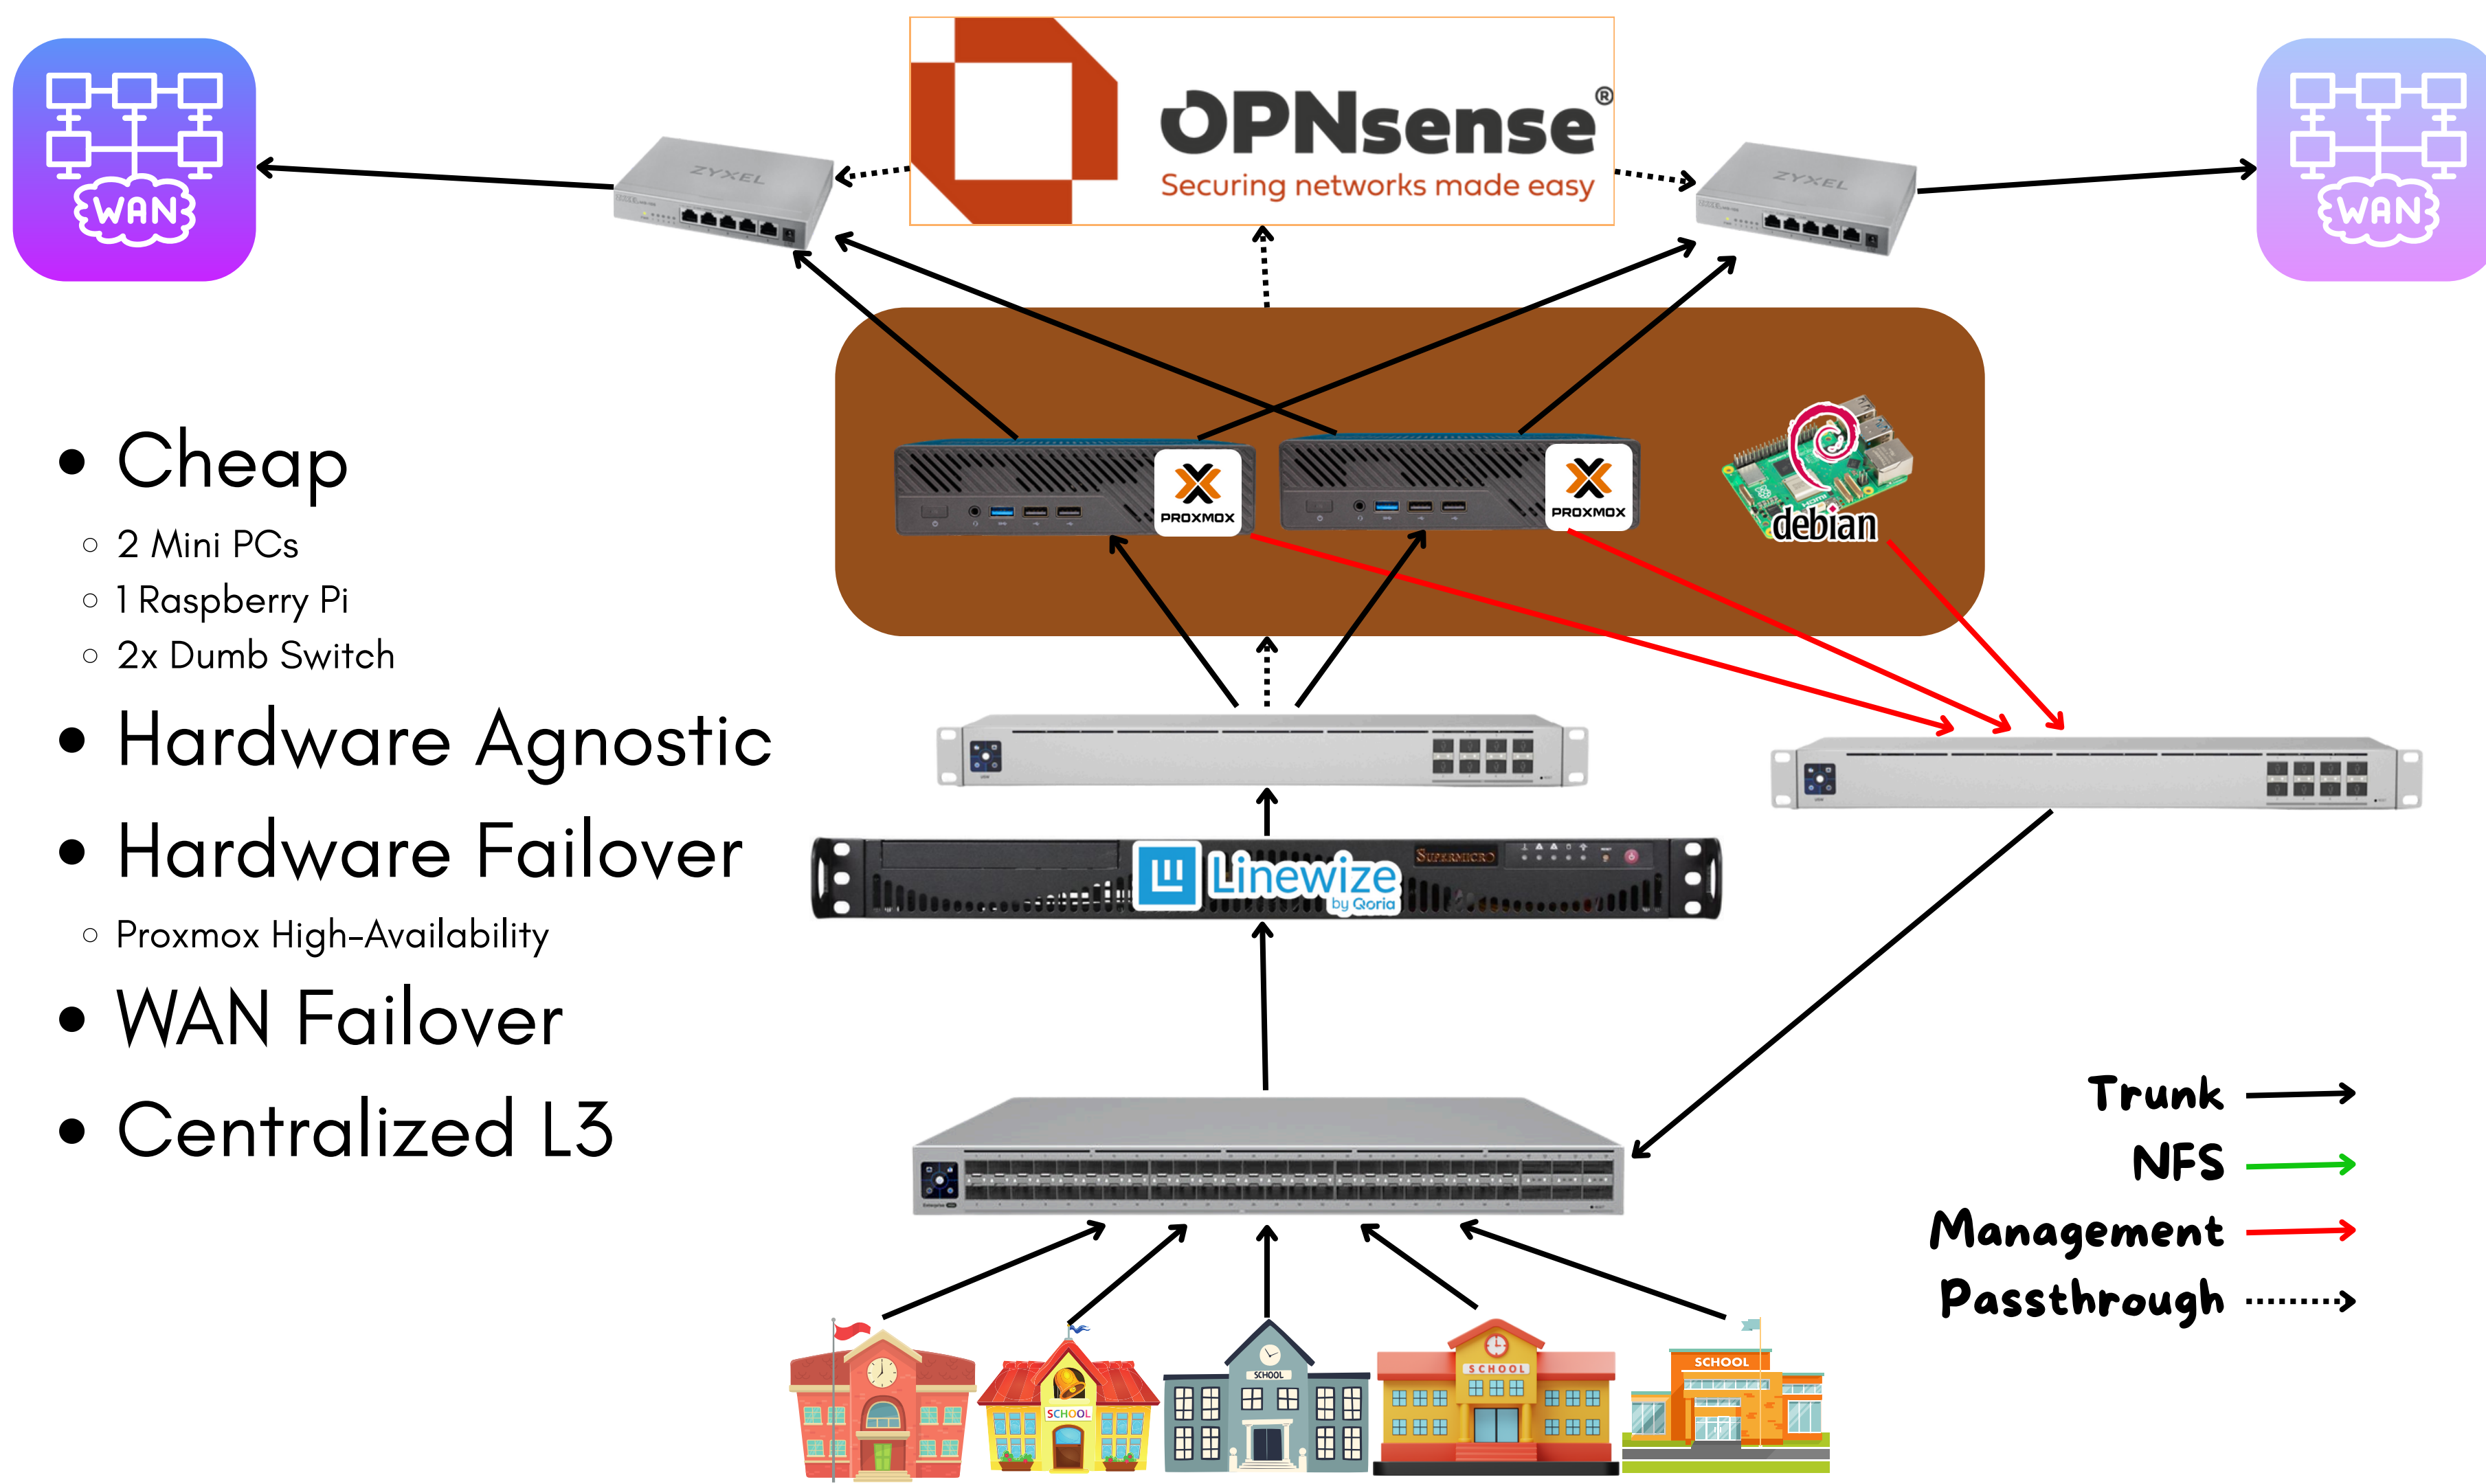 WAN
ZYXEL
OPNsense®
Securing networks made easy
ZYXEL
WAN
• Cheap
○ 2 Mini PCs
○ 1 Raspberry Pi
○ 2x Dumb Switch
• Hardware Agnostic
• Hardware Failover
○ Proxmox High-Availability
• WAN Failover
• Centralized L3
PROXMOX
PROXMOX
debian
Linewize
by Qoria
SUPERMICRO
Trunk
NFS
Management
Passthrough
SCHOOL
SCHOOL
SCHOOL
SCHOOL